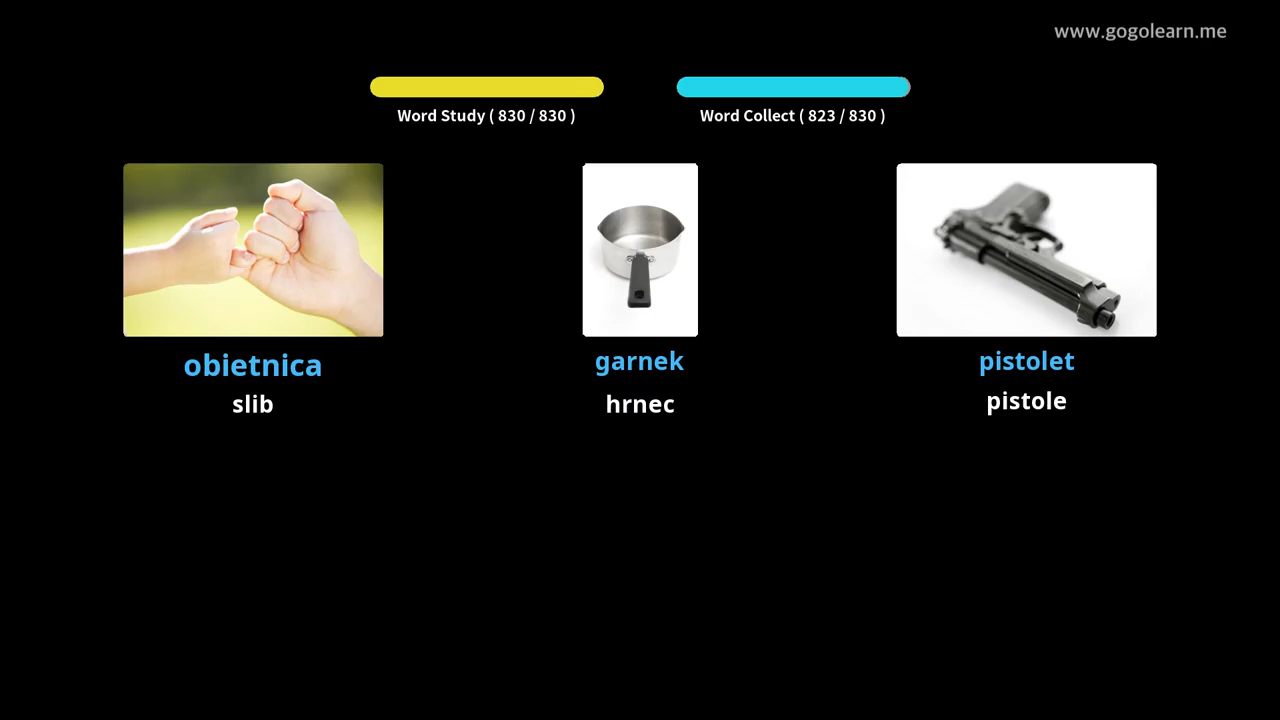 www.gogolearn.me
Word Study ( 830 / 830 )
Word Collect ( 823 / 830 )
obietnica
slib
garnek
hrnec
pistolet
pistole